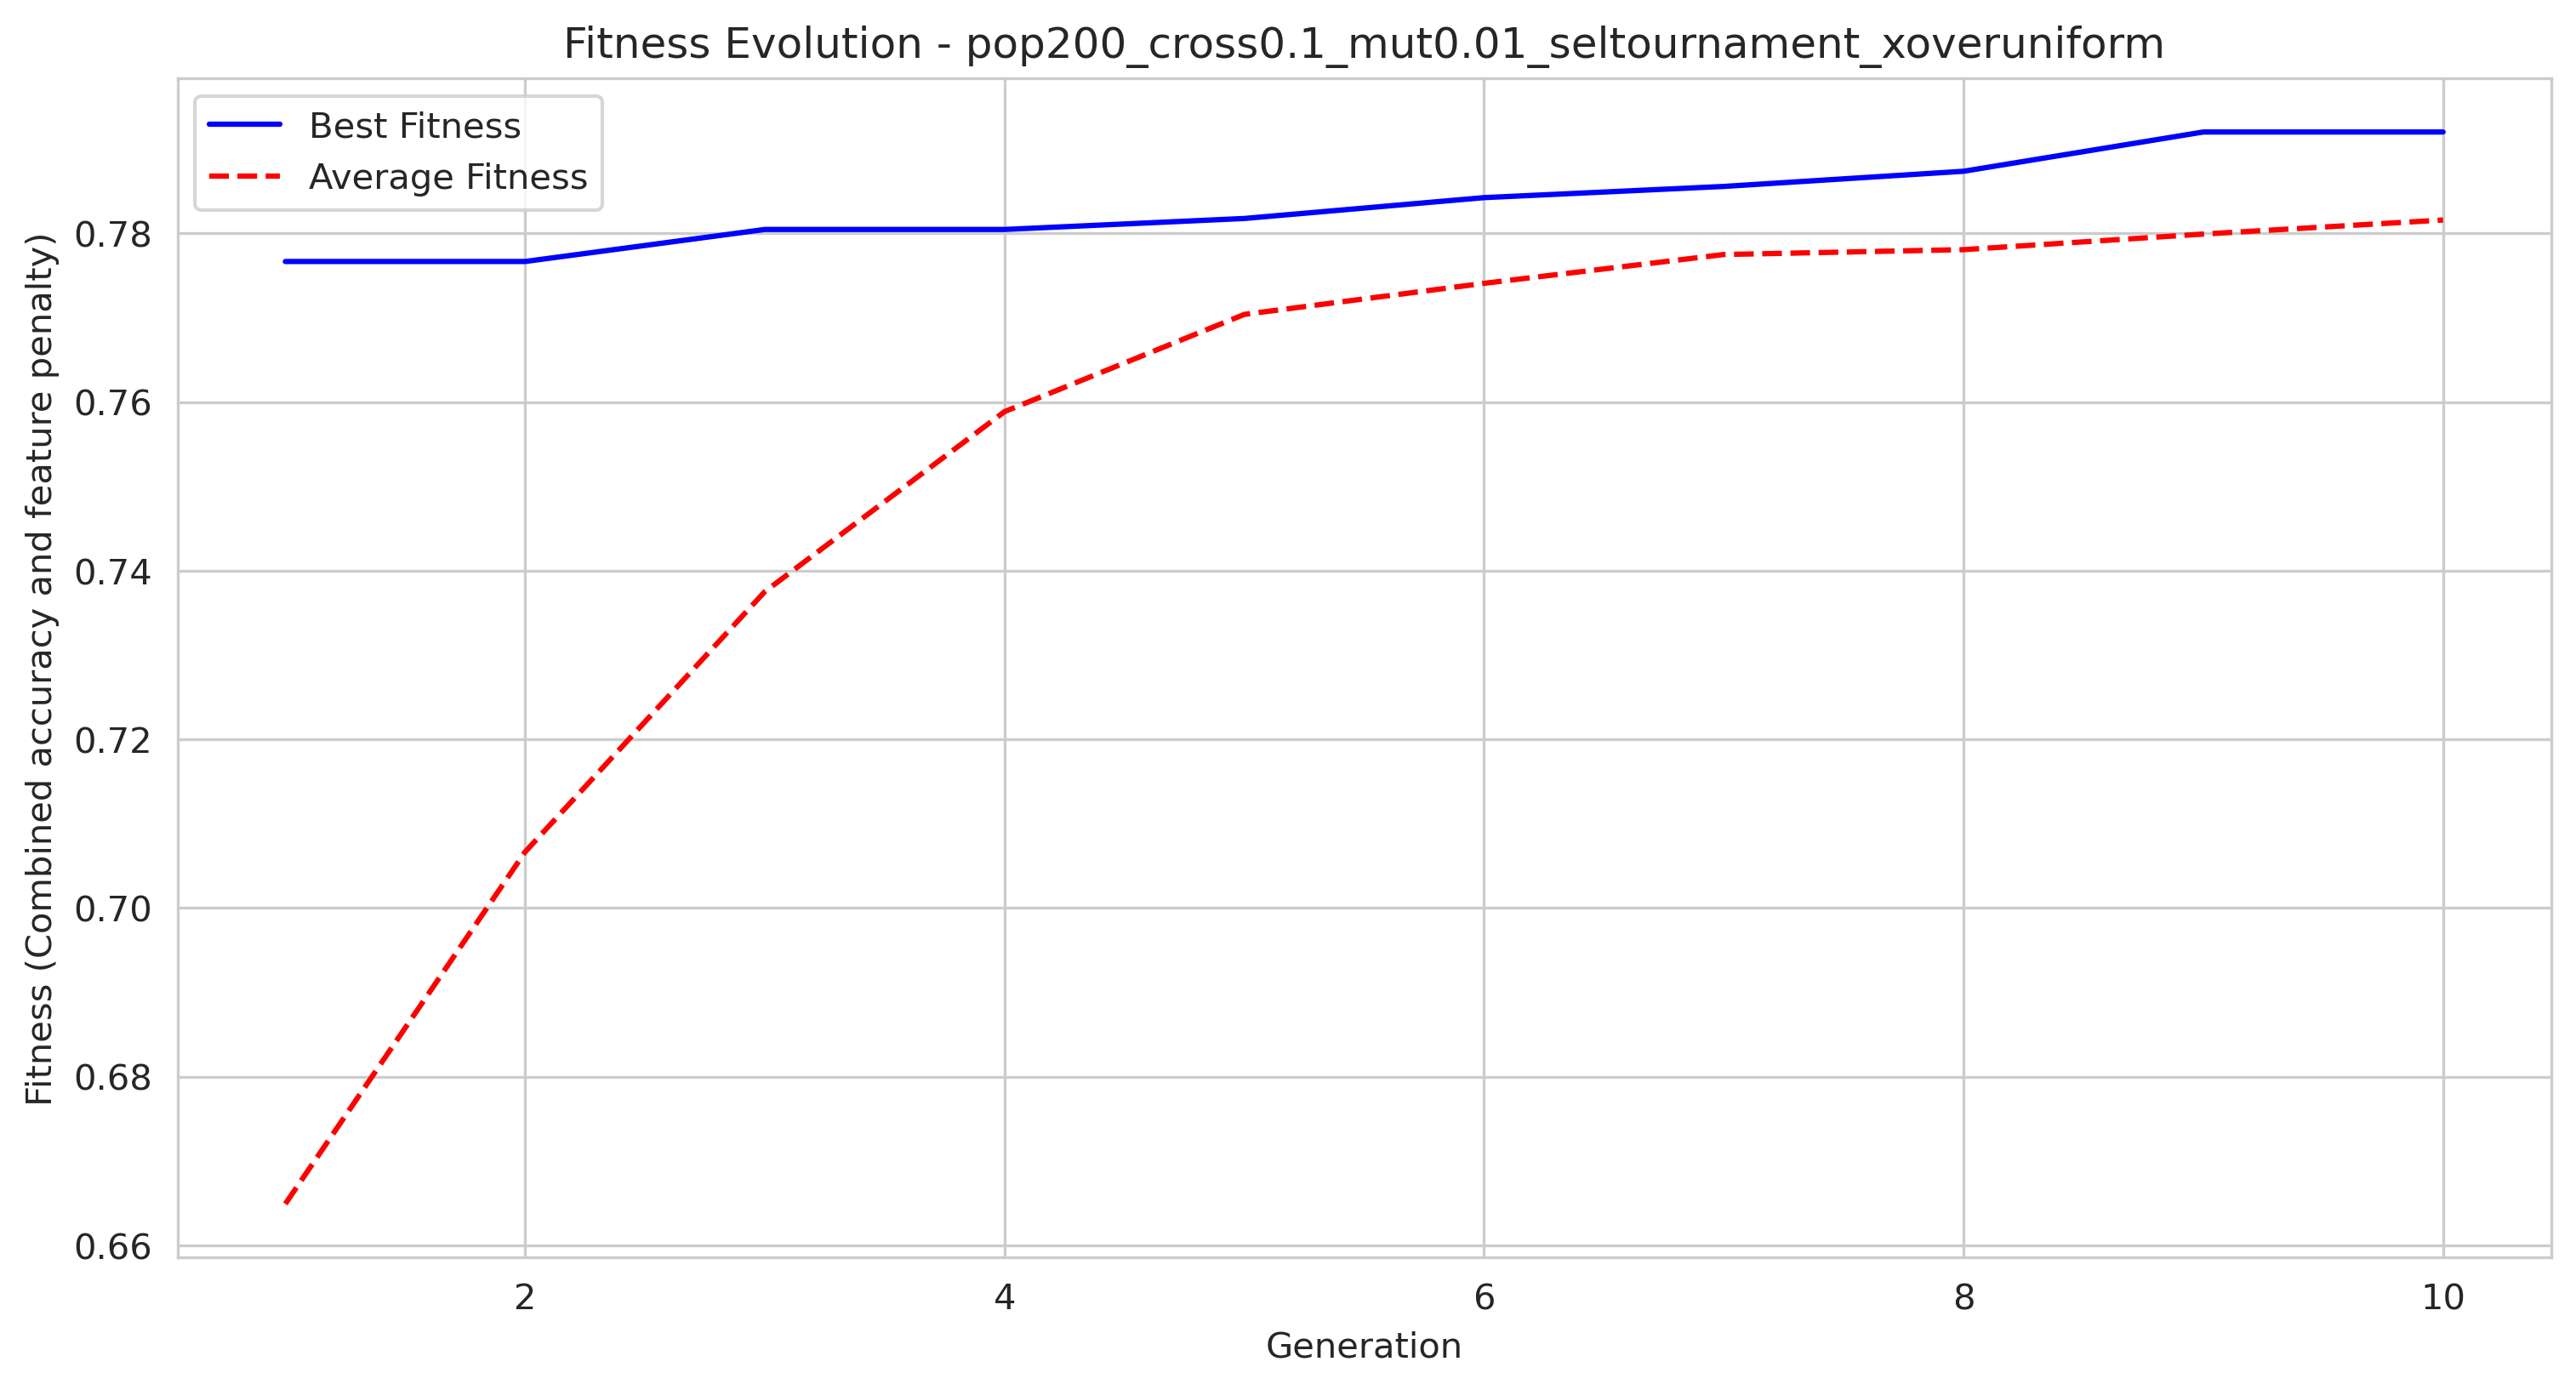 Fitness Evolution - pop200_cross0.1_mut0.01_seltournament_xoveruniform
Best Fitness
Average Fitness
Fitness (Combined accuracy and feature penalty)
0.78
0.76
0.74
0.72
0.70
0.68
0.66
2 4 6 8 10
Generation